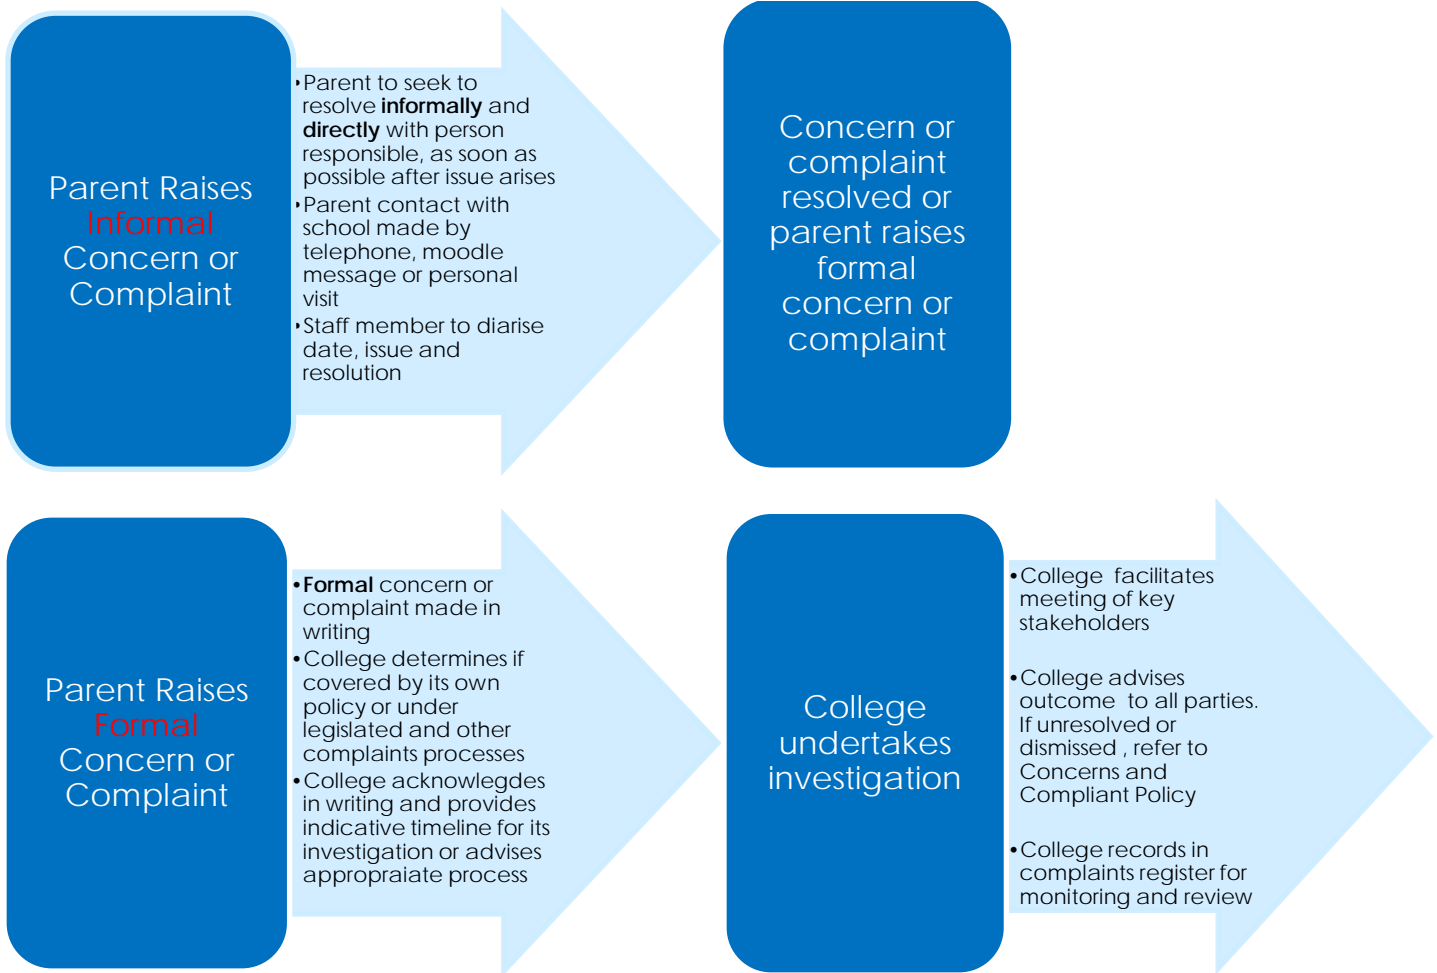 Parent Raises
Informal
Concern or
Complaint
•Parent to seek to
resolve informally and
directly with person
responsible, as soon as
possible after issue arises
•Parent contact with
school made by
telephone, moodle
message or personal
visit
•Staff member to diarise
date, issue and
resolution
Concern or
complaint
resolved or
parent raises
formal
concern or
complaint
Parent Raises
Formal
Concern or
Complaint
•Formal concern or
complaint made in
writing
•College determines if
covered by its own
policy or under
legislated and other
complaints processes
•College acknowlegdes
in writing and provides
indicative timeline for its
investigation or advises
appropraiate process
College
undertakes
investigation
•College facilitates
meeting of key
stakeholders
•College advises
outcome to all parties.
If unresolved or
dismissed , refer to
Concerns and
Compliant Policy
•College records in
complaints register for
monitoring and review